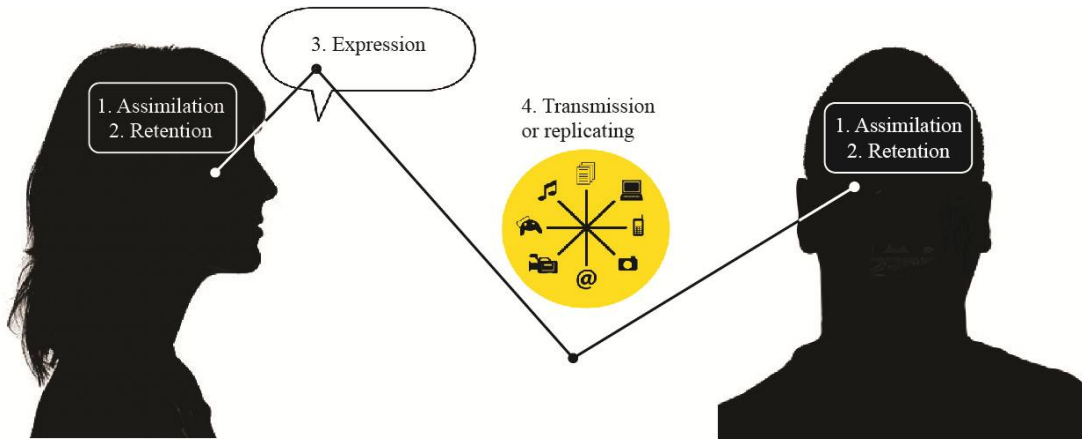 1. Assimilation
2. Retention
3. Expression
4. Transmission
or replicating
@
1. Assimilation
2. Retention